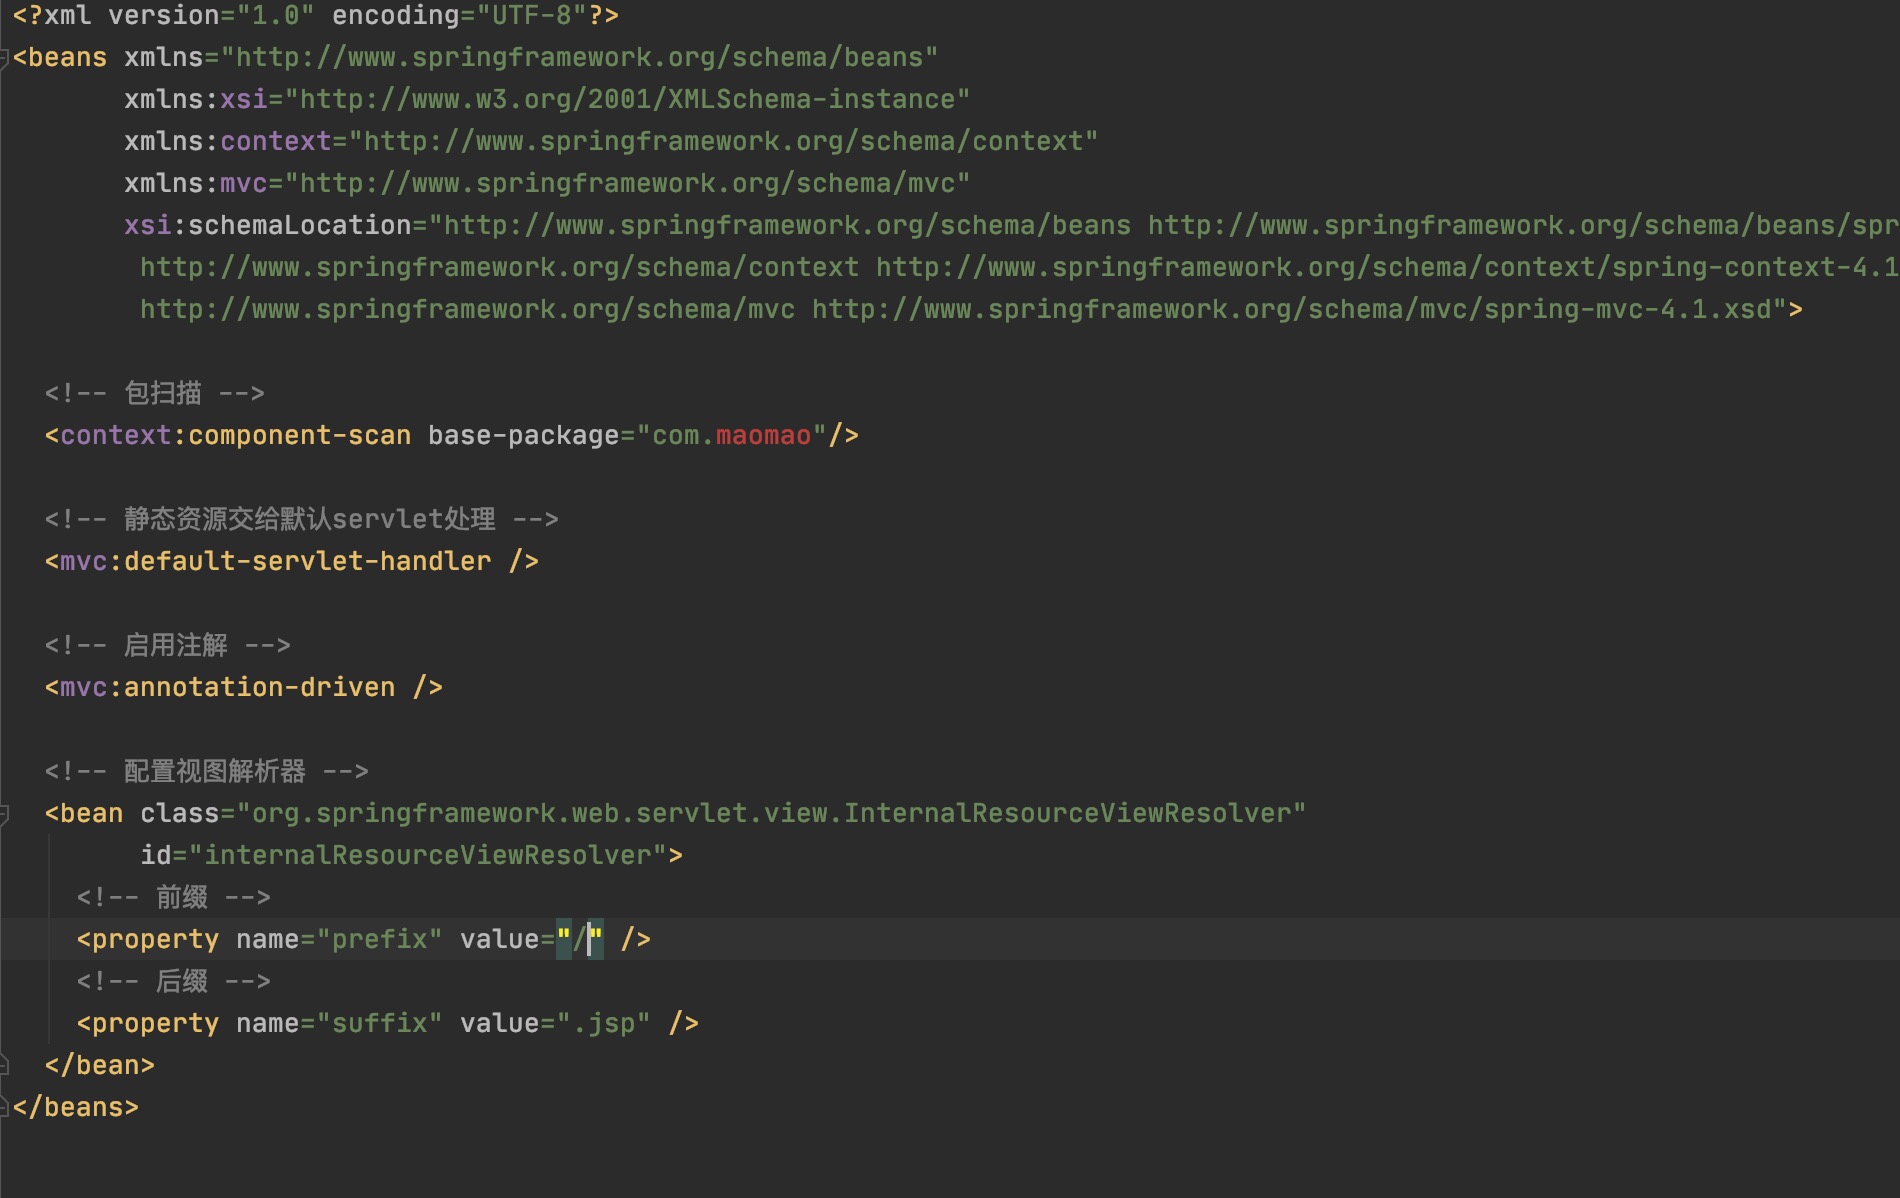 <?xml version="1.0" encoding="UTF-8"?>
<beans xmlns="http://www.springframework.org/schema/beans"
xmlns:xsi="http://www.w3.org/2001/XMLSchema-instance"
xmlns:context="http://www.springframework.org/schema/context"
xmlns:mvc="http://www.springframework.org/schema/mvc"
xsi:schemaLocation="http://www.springframework.org/schema/beans http://www.springframework.org/schema/beans/spr
http://www.springframework.org/schema/context http://www.springframework.org/schema/context/spring-context-4.1
http://www.springframework.org/schema/mvc http://www.springframework.org/schema/mvc/spring-mvc-4.1.xsd">
<!-- 包扫描 -->
<context:component-scan base-package="com.maomao"/>
<!-- 静态资源交给默认servlet处理 -->
<mvc:default-servlet-handler />
<!-- 启用注解 -->
<mvc:annotation-driven />
<!-- 配置视图解析器 -->
<bean class="org.springframework.web.servlet.view.InternalResourceViewResolver"
id="internalResourceViewResolver">
<!-- 前缀 -->
<property name="prefix" value="/" />
<!-- 后缀 -->
<property name="suffix" value=".jsp" />
</bean>
</beans>